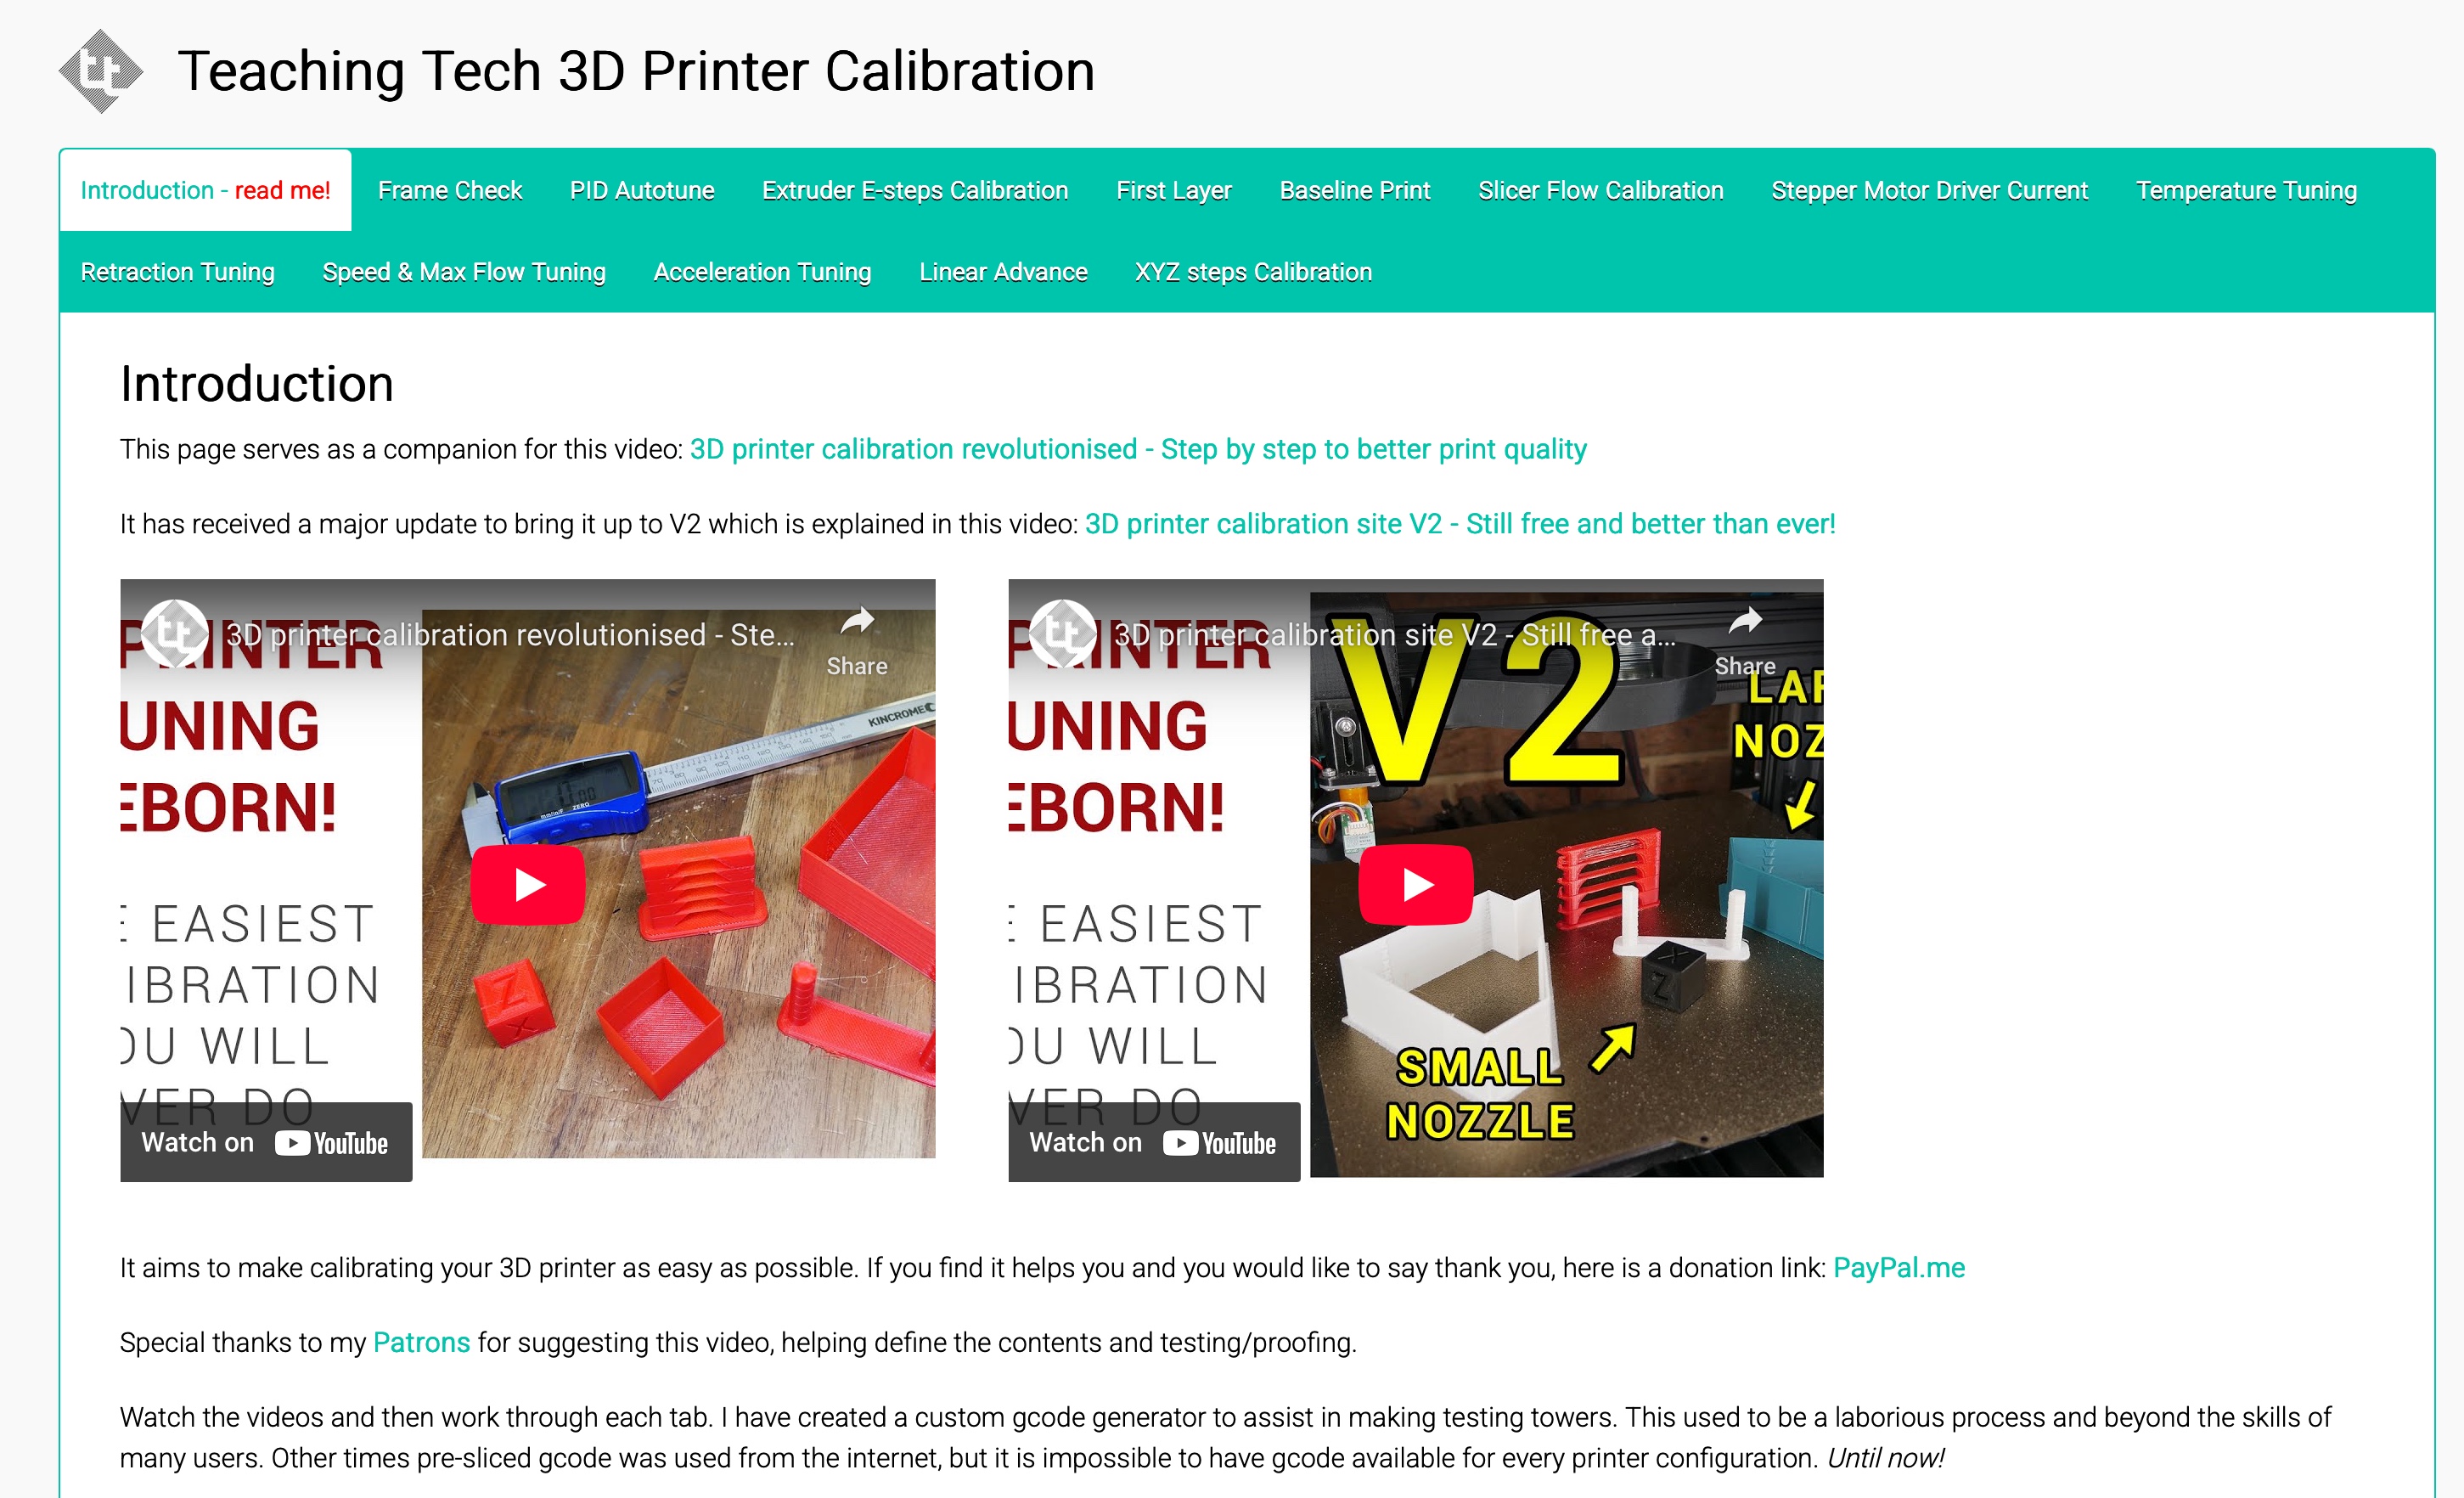 Teaching Tech 3D Printer Calibration
Introduction - read me!
Frame Check
PID Autotune
Extruder E-steps Calibration
First Layer
Baseline Print
Slicer Flow Calibration
Stepper Motor Driver Current
Temperature Tuning
Retraction Tuning
Speed & Max Flow Tuning
Acceleration Tuning
Linear Advance
XYZ steps Calibration
Introduction
This page serves as a companion for this video: 3D printer calibration revolutionised - Step by step to better print quality
It has received a major update to bring it up to V2 which is explained in this video: 3D printer calibration site V2 - Still free and better than ever!
3D printer calibration revolutionised - Ste...
Share
PRINTER
UNING
EBORN!
E EASIEST
IBRATION
OU WILL
VER DO
KINCROME
ZERO
Z
X
Watch on YouTube
3D printer calibration site V2 - Still free a...
Share
PRINTER
UNING
EBORN!
E EASIEST
IBRATION
OU WILL
VER DO
V2
LAR
NOZ
X
Z
SMALL
NOZZLE
Watch on YouTube
It aims to make calibrating your 3D printer as easy as possible. If you find it helps you and you would like to say thank you, here is a donation link: PayPal.me
Special thanks to my Patrons for suggesting this video, helping define the contents and testing/proofing.
Watch the videos and then work through each tab. I have created a custom gcode generator to assist in making testing towers. This used to be a laborious process and beyond the skills of
many users. Other times pre-sliced gcode was used from the internet, but it is impossible to have gcode available for every printer configuration. Until now!